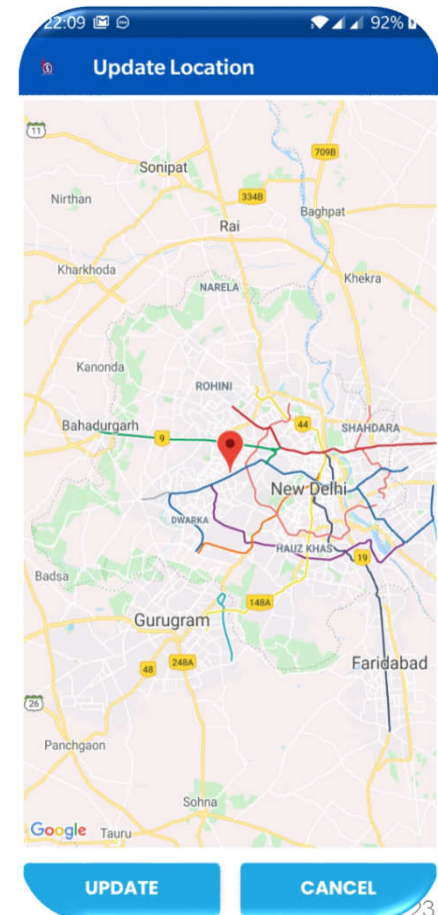 22:09 92%
Update Location
11
709B
Sonipat
Nirthan
334B
Baghpat
Rai
Kharkhoda
Khekra
NARELA
Kanonda
ROHINI
Bahadurgarh
9
44
SHAHDARA
New Delhi
DWARKA
HAUZ KHAS
19
Badsa
148A
Gurugram
48
248A
Faridabad
26
Panchgaon
Sohna
Google
Tauru
UPDATE CANCEL
23